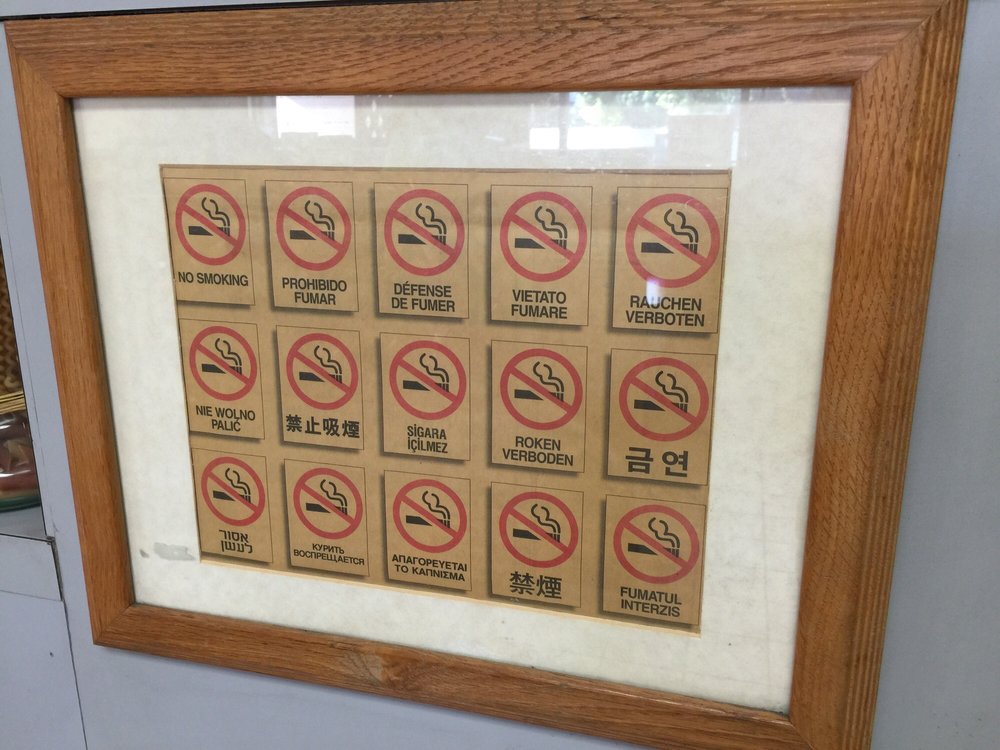 NO SMOKING
PROHIBIDO
FUMAR
DÉFENSE
DE FUMER
VIETATO
FUMARE
RAUCHEN
VERBOTEN
NIE WOLNO
PALIĆ
禁止吸煙
SİGARA
İÇİLMEZ
ROKEN
VERBODEN
금연
אסור
לעשן
КУРИТЬ
ВОСПРЕЩАЕТСЯ
ΑΠΑΓΟΡΕΥΕΤΑΙ
ΤΟ ΚΑΠΝΙΣΜΑ
禁煙
FUMATUL
INTERZIS